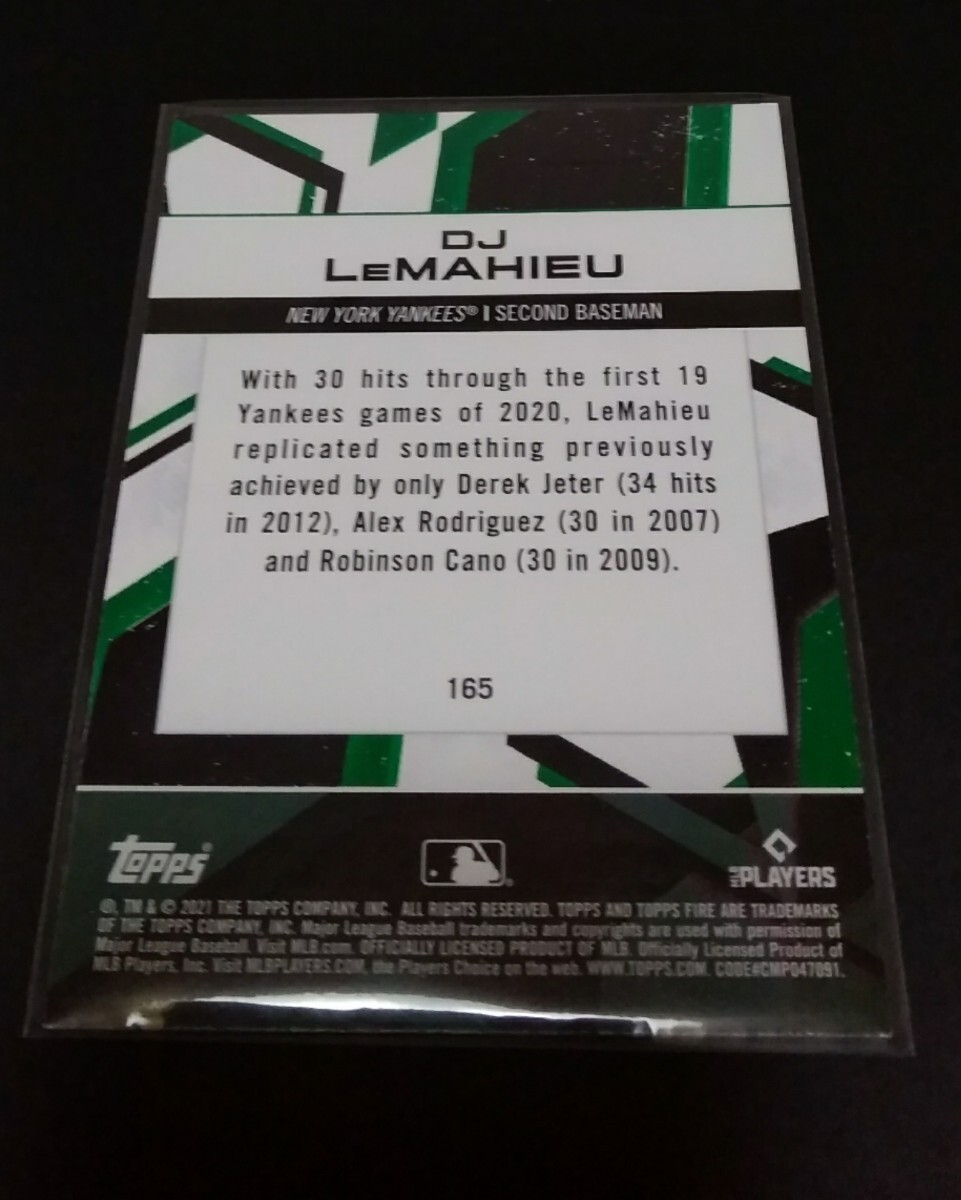 DJ
LEMAHIEU
NEW YORK YANKEES® | SECOND BASEMAN
With 30 hits through the first 19
Yankees games of 2020, LeMahieu
replicated something previously
achieved by only Derek Jeter (34 hits
in 2012), Alex Rodriguez (30 in 2007)
and Robinson Cano (30 in 2009).
165
topps®
PLAYERS
®, TM & © 2021 THE TOPPS COMPANY, INC. ALL RIGHTS RESERVED. TOPPS AND TOPPS FIRE ARE TRADEMARKS
OF THE TOPPS COMPANY, INC. Major League Baseball trademarks and copyrights are used with permission of
Major League Baseball. Visit MLB.com. OFFICIALLY LICENSED PRODUCT OF MLB. Officially Licensed Product of
MLB Players, Inc. Visit MLBPLAYERS.COM, the Players Choice on the web. WWW.TOPPS.COM. CODE#CMP047091.